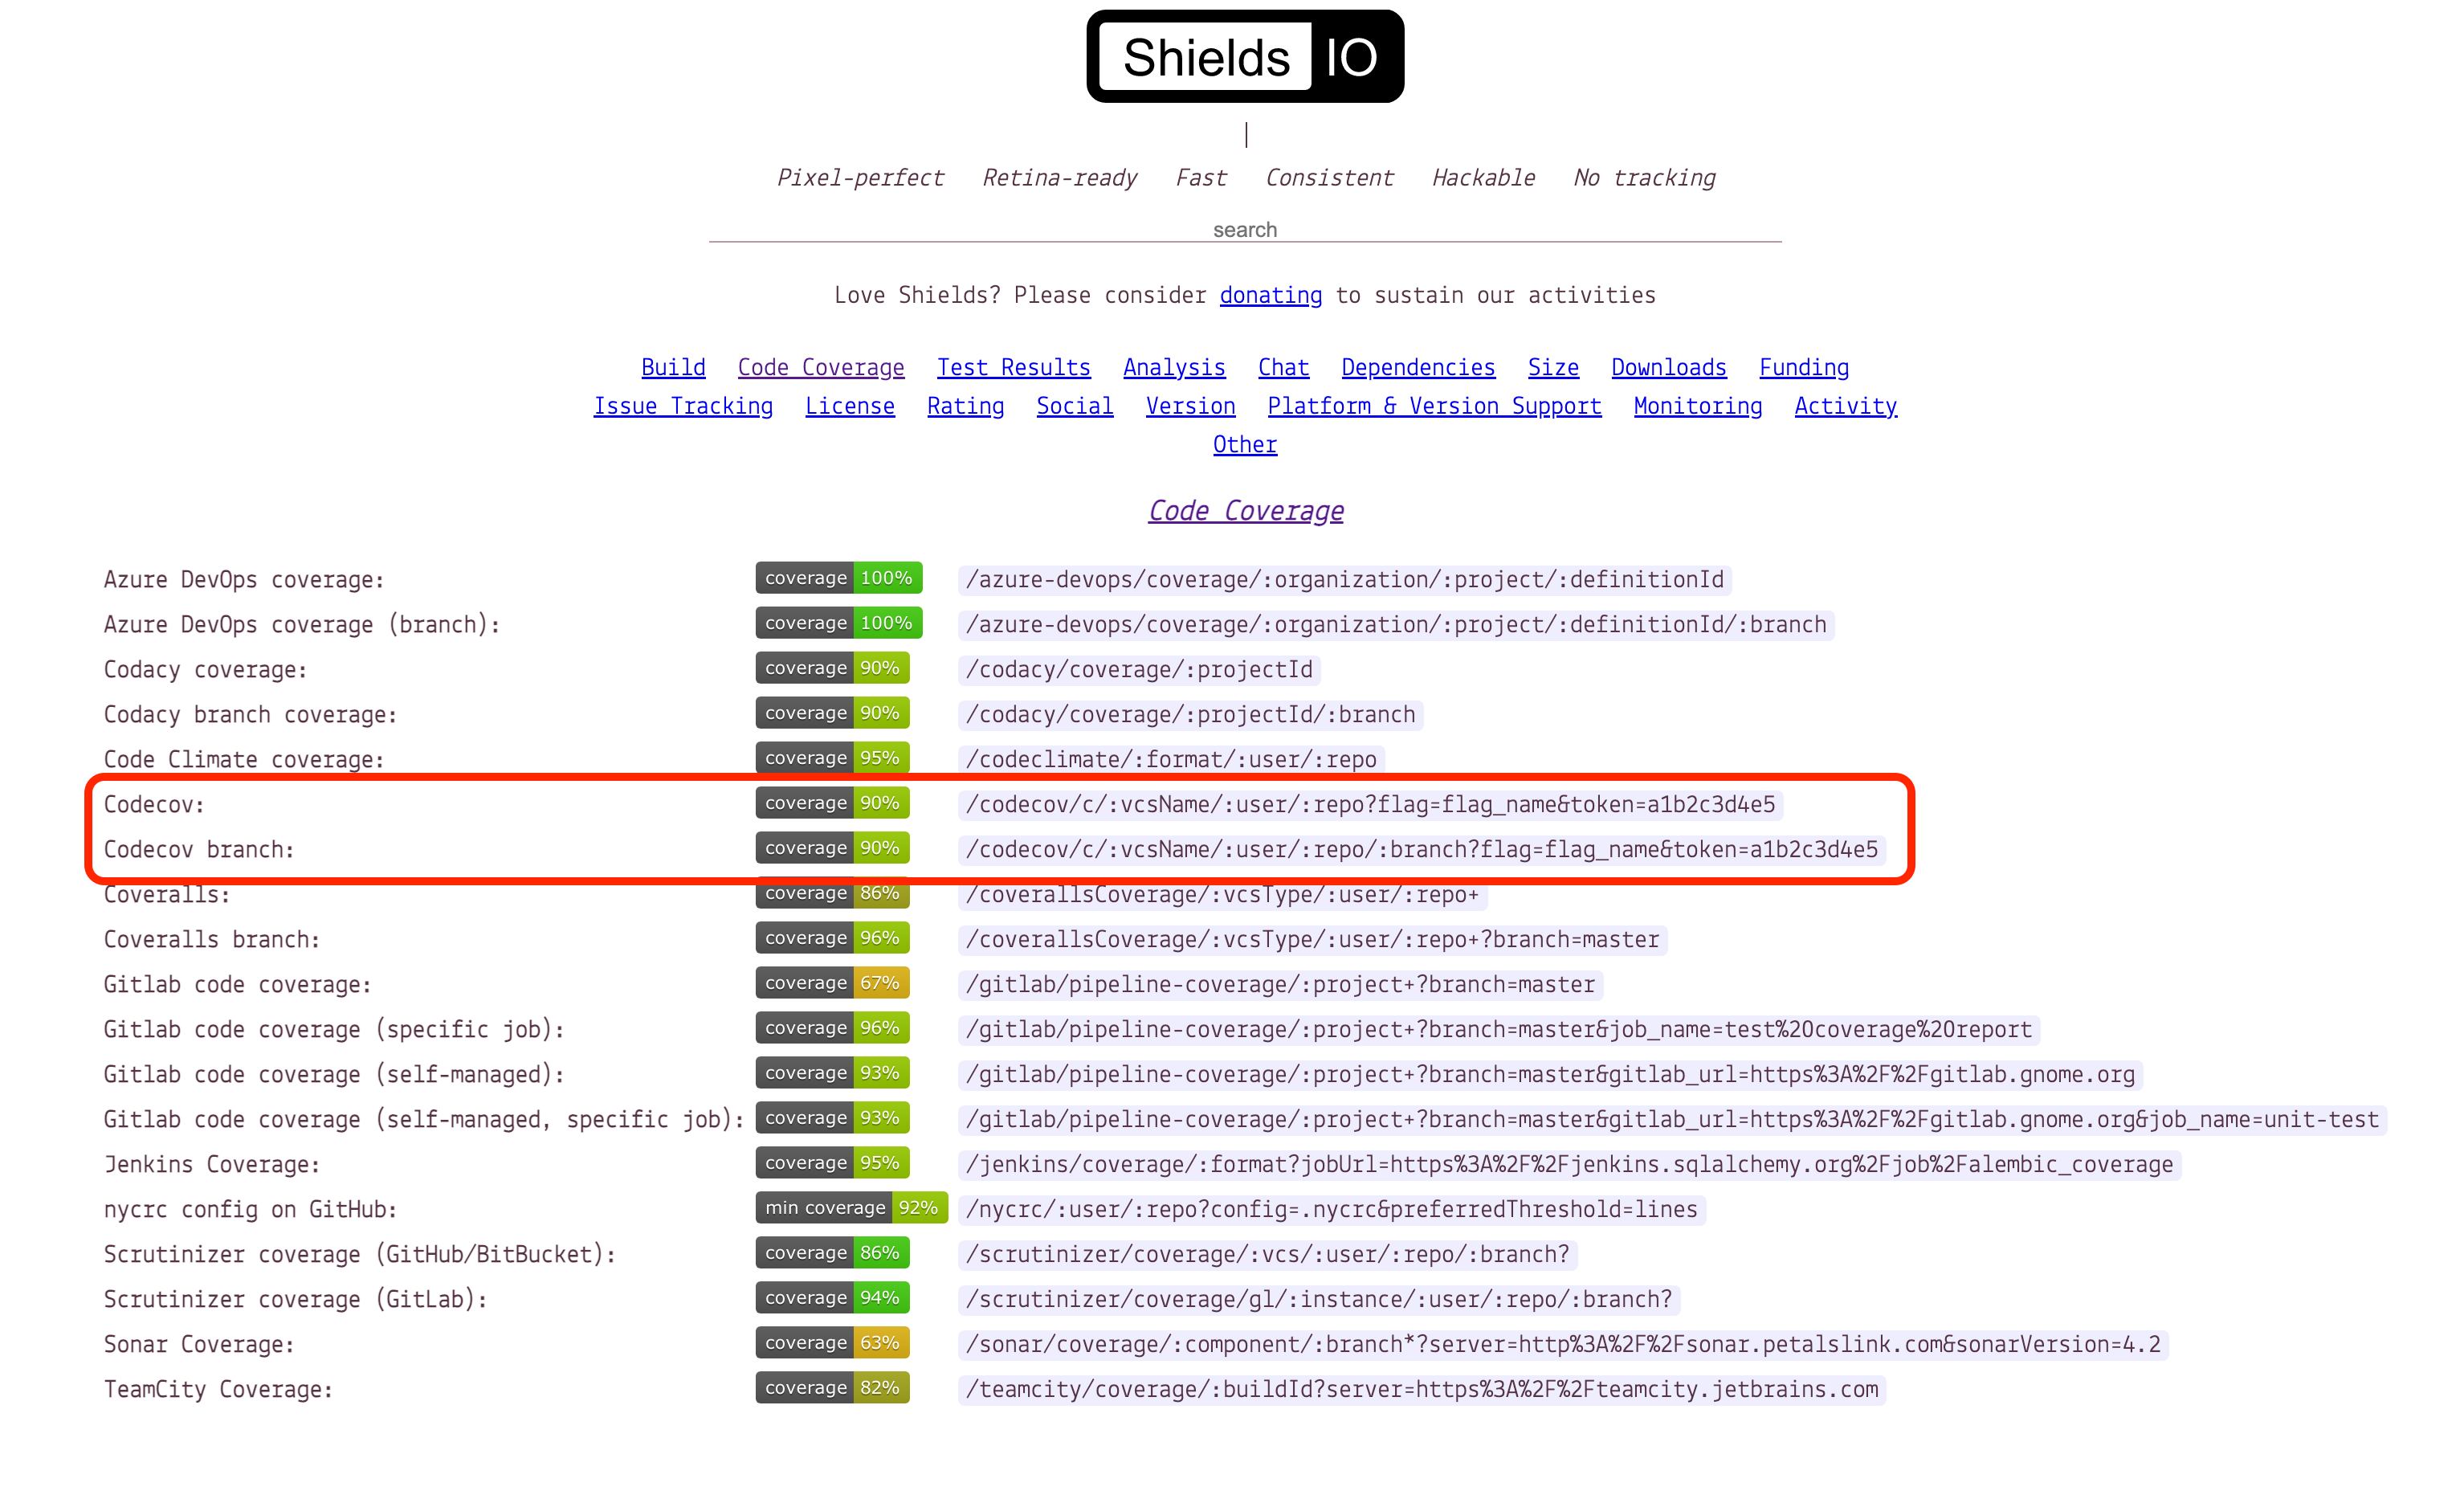 Shields IO
Pixel-perfect Retina-ready Fast Consistent Hackable No tracking
search
Love Shields? Please consider donating to sustain our activities
Build Code Coverage Test Results Analysis Chat Dependencies Size Downloads Funding
Issue Tracking License Rating Social Version Platform & Version Support Monitoring Activity
Other
Code Coverage
Azure DevOps coverage: coverage 100% /azure-devops/coverage/:organization/:project/:definitionId
Azure DevOps coverage (branch): coverage 100% /azure-devops/coverage/:organization/:project/:definitionId/:branch
Codacy coverage: coverage 90% /codacy/coverage/:projectId
Codacy branch coverage: coverage 90% /codacy/coverage/:projectId/:branch
Code Climate coverage: coverage 95% /codeclimate/:format/:user/:repo
Codecov: coverage 90% /codecov/c/:vcsName/:user/:repo?flag=flag_name&token=a1b2c3d4e5
Codecov branch: coverage 90% /codecov/c/:vcsName/:user/:repo/:branch?flag=flag_name&token=a1b2c3d4e5
Coveralls: coverage 86% /coverallsCoverage/:vcsType/:user/:repo+
Coveralls branch: coverage 96% /coverallsCoverage/:vcsType/:user/:repo+?branch=master
Gitlab code coverage: coverage 67% /gitlab/pipeline-coverage/:project+?branch=master
Gitlab code coverage (specific job): coverage 96% /gitlab/pipeline-coverage/:project+?branch=master&job_name=test%20coverage%20report
Gitlab code coverage (self-managed): coverage 93% /gitlab/pipeline-coverage/:project+?branch=master&gitlab_url=https%3A%2F%2Fgitlab.gnome.org
Gitlab code coverage (self-managed, specific job): coverage 93% /gitlab/pipeline-coverage/:project+?branch=master&gitlab_url=https%3A%2F%2Fgitlab.gnome.org&job_name=unit-test
Jenkins Coverage: coverage 95% /jenkins/coverage/:format?jobUrl=https%3A%2F%2Fjenkins.sqlalchemy.org%2Fjob%2Falembic_coverage
nycrc config on GitHub: min coverage 92% /nycrc/:user/:repo?config=.nycrc&preferredThreshold=lines
Scrutinizer coverage (GitHub/BitBucket): coverage 86% /scrutinizer/coverage/:vcs/:user/:repo/:branch?
Scrutinizer coverage (GitLab): coverage 94% /scrutinizer/coverage/gl/:instance/:user/:repo/:branch?
Sonar Coverage: coverage 63% /sonar/coverage/:component/:branch*?server=http%3A%2F%2Fsonar.petalslink.com&sonarVersion=4.2
TeamCity Coverage: coverage 82% /teamcity/coverage/:buildId?server=https%3A%2F%2Fteamcity.jetbrains.com